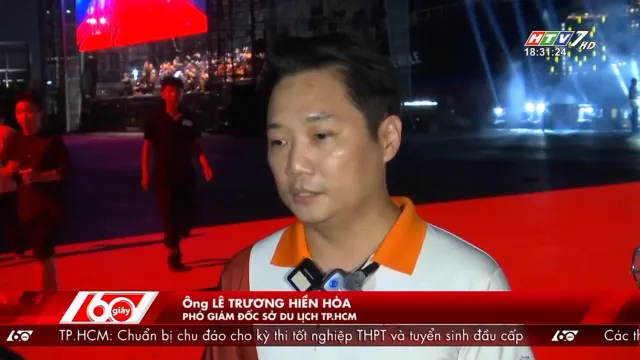 HTV7 HD
18:31:24
60 giây
Ông LÊ TRƯƠNG HIỀN HÒA
PHÓ GIÁM ĐỐC SỞ DU LỊCH TP.HCM
60 TP.HCM: Chuẩn bị chu đáo cho kỳ thi tốt nghiệp THPT và tuyển sinh đầu cấp 60 Các th